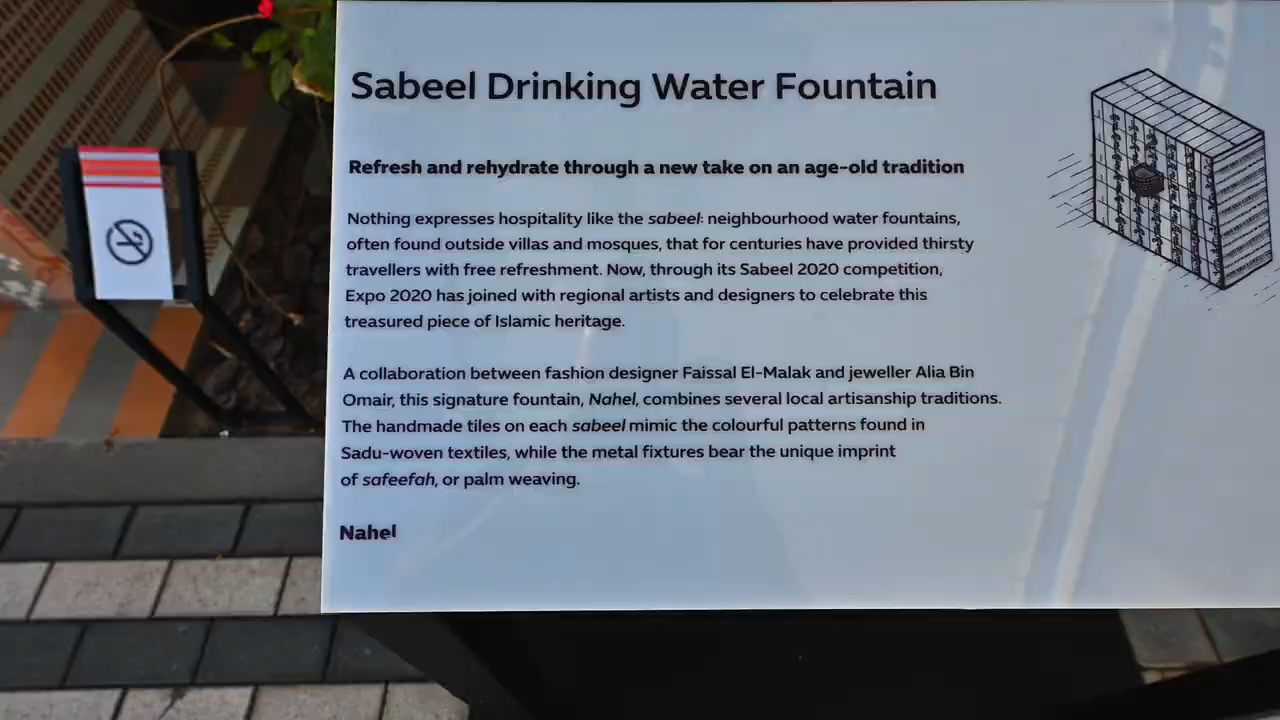 Sabeel Drinking Water Fountain
Refresh and rehydrate through a new take on an age-old tradition
Nothing expresses hospitality like the sabeel: neighbourhood water fountains,
often found outside villas and mosques, that for centuries have provided thirsty
travellers with free refreshment. Now, through its Sabeel 2020 competition,
Expo 2020 has joined with regional artists and designers to celebrate this
treasured piece of Islamic heritage.
A collaboration between fashion designer Faissal El-Malak and jeweller Alia Bin
Omair, this signature fountain, Nahel, combines several local artisanship traditions.
The handmade tiles on each sabeel mimic the colourful patterns found in
Sadu-woven textiles, while the metal fixtures bear the unique imprint
of safeefah, or palm weaving.
Nahel